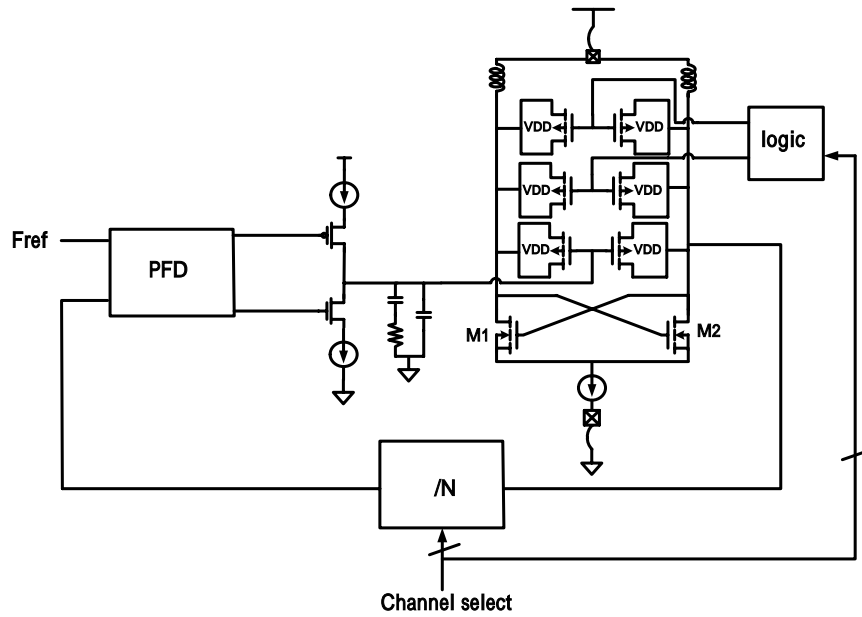 VDD VDD
logic
VDD VDD
Fref
PFD
VDD VDD
M1 M2
/N
Channel select